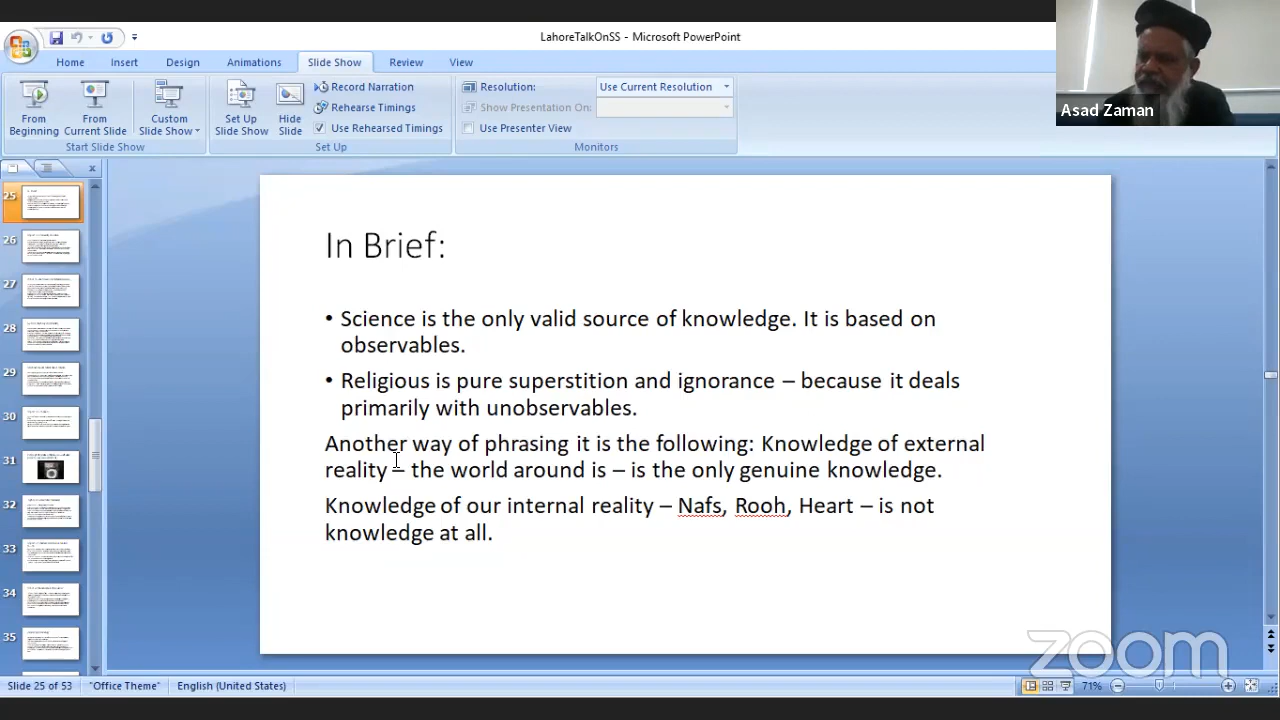 LahoreTalkOnSS - Microsoft PowerPoint
Home Insert Design Animations Slide Show Review View
From Beginning
From Current Slide
Custom Slide Show
Set Up Slide Show
Hide Slide
Record Narration
Rehearse Timings
Use Rehearsed Timings
Resolution: Use Current Resolution
Show Presentation On:
Use Presenter View
Start Slide Show Set Up Monitors
Asad Zaman
25
26
27
28
29
30
31
32
33
34
35
In Brief:
• Science is the only valid source of knowledge. It is based on
observables.
• Religious is pure superstition and ignorance – because it deals
primarily with unobservables.
Another way of phrasing it is the following: Knowledge of external
reality – the world around is – is the only genuine knowledge.
Knowledge of our internal reality – Nafs, Rooh, Heart – is not
knowledge at all.
zoom
Slide 25 of 53 "Office Theme" English (United States) 71%